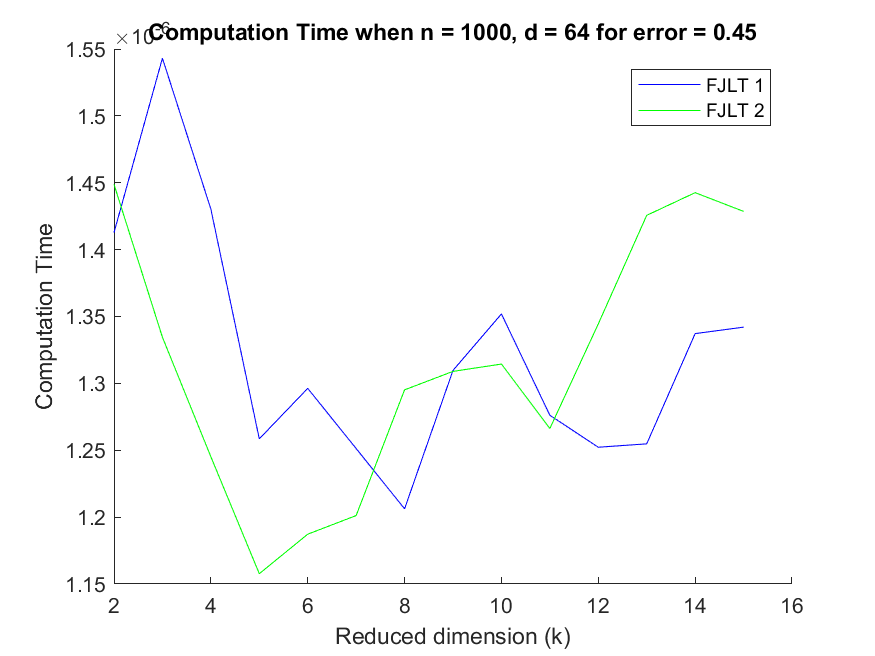 Computation Time when n = 1000, d = 64 for error = 0.45
×10-6
1.55
1.5
1.45
1.4
1.35
1.3
1.25
1.2
1.15
Computation Time
FJLT 1
FJLT 2
2 4 6 8 10 12 14 16
Reduced dimension (k)